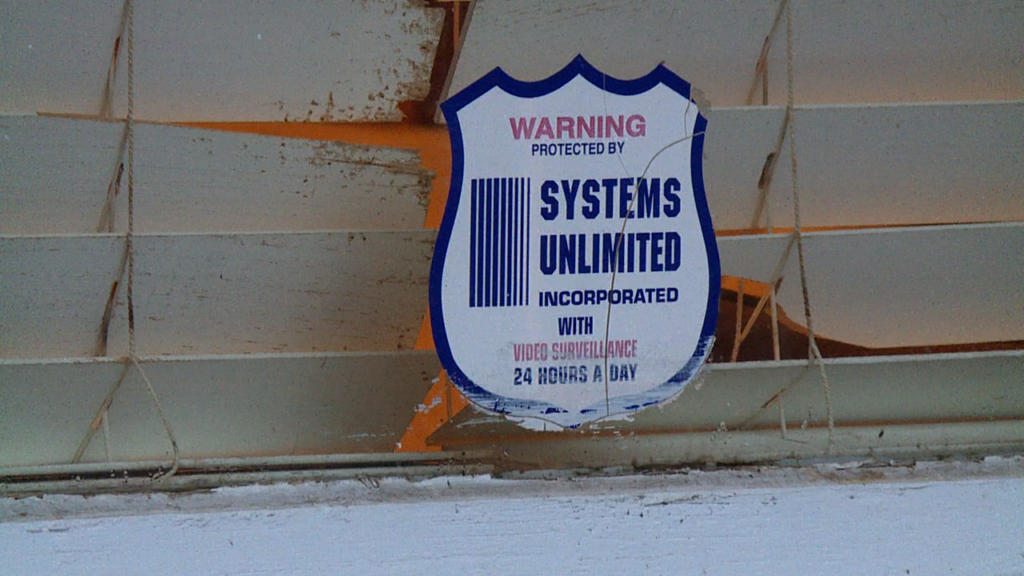 WARNING
PROTECTED BY
SYSTEMS
UNLIMITED
INCORPORATED
WITH
VIDEO SURVEILLANCE
24 HOURS A DAY